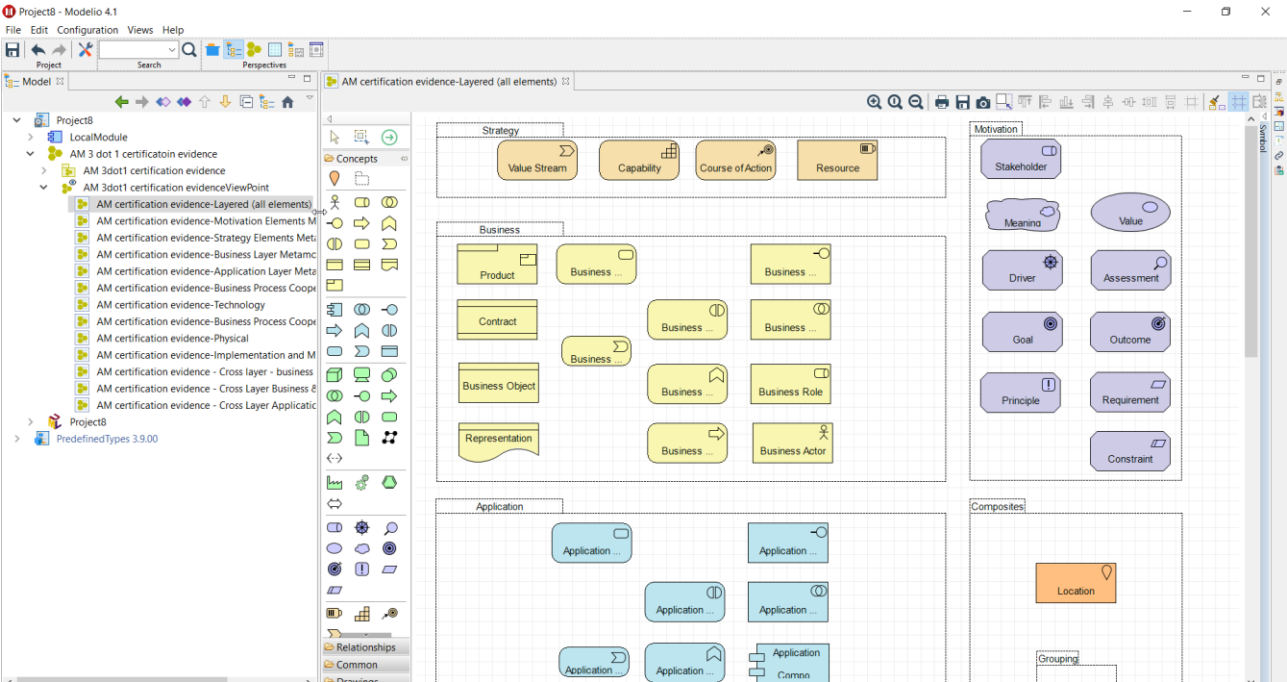 Project8 - Modelio 4.1
File Edit Configuration Views Help
Project
Search
Perspectives
Model
AM certification evidence-Layered (all elements)
Project8
LocalModule
AM 3 dot 1 certificatoin evidence
AM 3dot1 certification evidence
AM 3dot1 certification evidenceViewPoint
AM certification evidence-Layered (all elements)
AM certification evidence-Motivation Elements M
AM certification evidence-Strategy Elements Meta
AM certification evidence-Business Layer Metamo
AM certification evidence-Application Layer Meta
AM certification evidence-Business Process Coope
AM certification evidence-Technology
AM certification evidence-Business Process Coope
AM certification evidence-Physical
AM certification evidence-Implementation and M
AM certification evidence - Cross layer - business
AM certification evidence - Cross Layer Business &
AM certification evidence - Cross Layer Applicatic
Project8
PredefinedTypes 3.9.00
Concepts
Relationships
Common
Drawings
Strategy
Value Stream
Capability
Course of Action
Resource
Business
Product
Business ...
Business ...
Contract
Business ...
Business ...
Business ...
Business Object
Business ...
Business Role
Representation
Business ...
Business Actor
Application
Application ...
Application ...
Application ...
Application ...
Application ...
Application ...
Application
Compo
Motivation
Stakeholder
Meaning
Value
Driver
Assessment
Goal
Outcome
Principle
Requirement
Constraint
Composites
Location
Grouping
Symbol